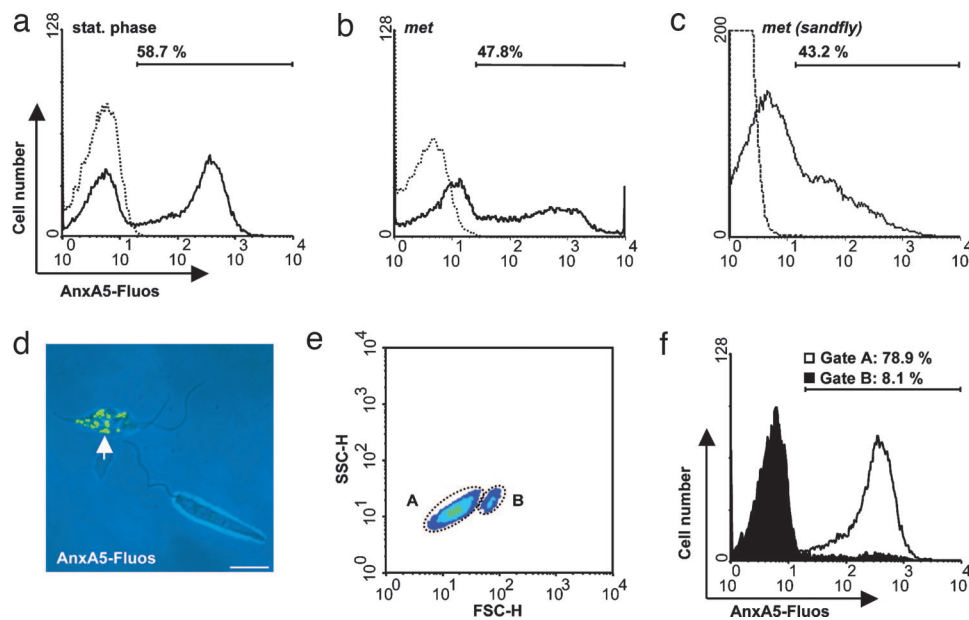 a
stat. phase
128
58.7 %
0
Cell number
10 0 10 1 10 2 10 3 10 4
AnxA5-Fluos
b
met
128
47.8%
0
10 0 10 1 10 2 10 3 10 4
c
met (sandfly)
200
43.2 %
0
10 0 10 1 10 2 10 3 10 4
d
AnxA5-Fluos
e
SSC-H
10 4
10 3
10 2
10 1
10 0
A
B
10 0 10 1 10 2 10 3 10 4
FSC-H
f
128
Gate A: 78.9 %
Gate B: 8.1 %
0
Cell number
10 0 10 1 10 2 10 3 10 4
AnxA5-Fluos